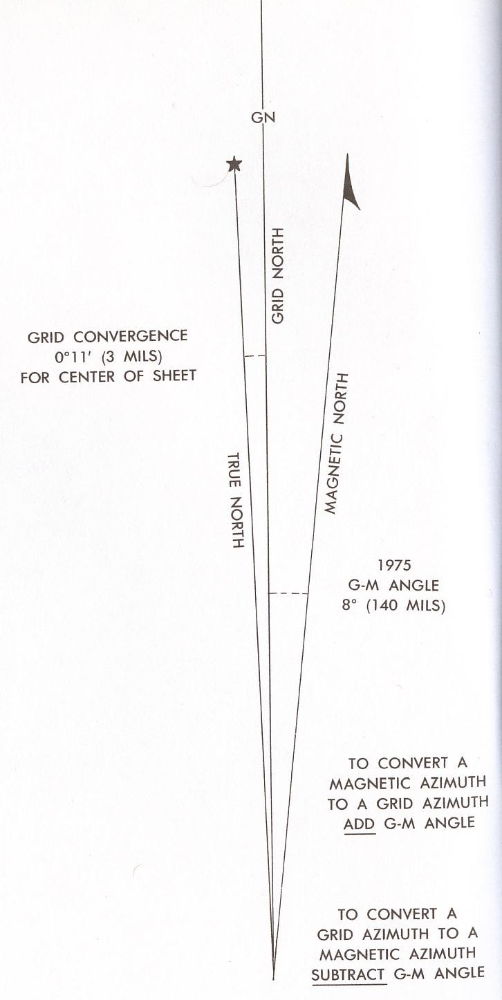 GN
GRID NORTH
GRID CONVERGENCE
0°11' (3 MILS)
FOR CENTER OF SHEET
MAGNETIC NORTH
TRUE NORTH
1975
G-M ANGLE
8° (140 MILS)
TO CONVERT A
MAGNETIC AZIMUTH
TO A GRID AZIMUTH
ADD G-M ANGLE
TO CONVERT A
GRID AZIMUTH TO A
MAGNETIC AZIMUTH
SUBTRACT G-M ANGLE